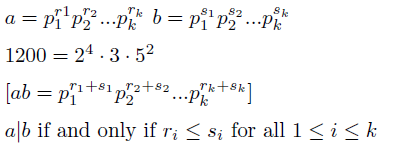 a = p_1^{r1} p_2^{r_2} ... p_k^{r_k} b = p_1^{s_1} p_2^{s_2} ... p_k^{s_k}
1200 = 2^4 · 3 · 5^2
[ab = p_1^{r_1+s_1} p_2^{r_2+s_2} ... p_k^{r_k+s_k}]
a|b if and only if r_i ≤ s_i for all 1 ≤ i ≤ k